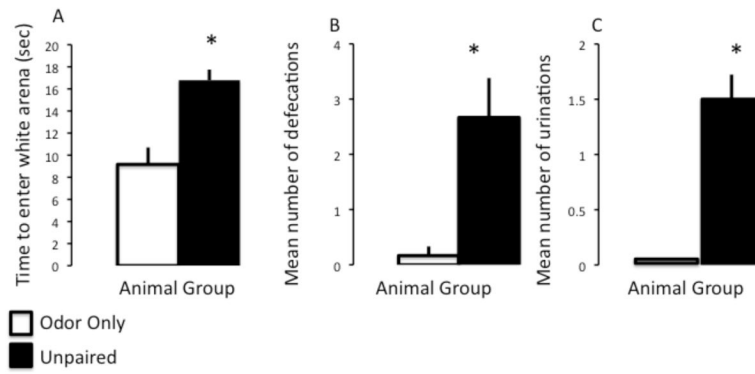 A
Time to enter white arena (sec)
20
18
16
14
12
10
8
6
4
2
0
*
Animal Group
B
Mean number of defecations
4
3
2
1
0
*
Animal Group
C
Mean number of urinations
2
1.5
1
0.5
0
*
Animal Group
Odor Only
Unpaired